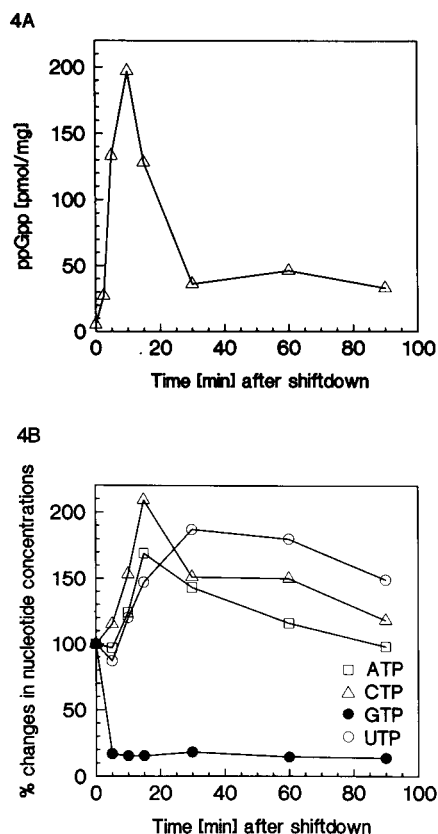 4A
200
150
100
50
0
ppGpp [pmol/mg]
0 20 40 60 80 100
Time [min] after shiftdown
4B
200
150
100
50
0
% changes in nucleotide concentrations
ATP
CTP
GTP
UTP
0 20 40 60 80 100
Time [min] after shiftdown